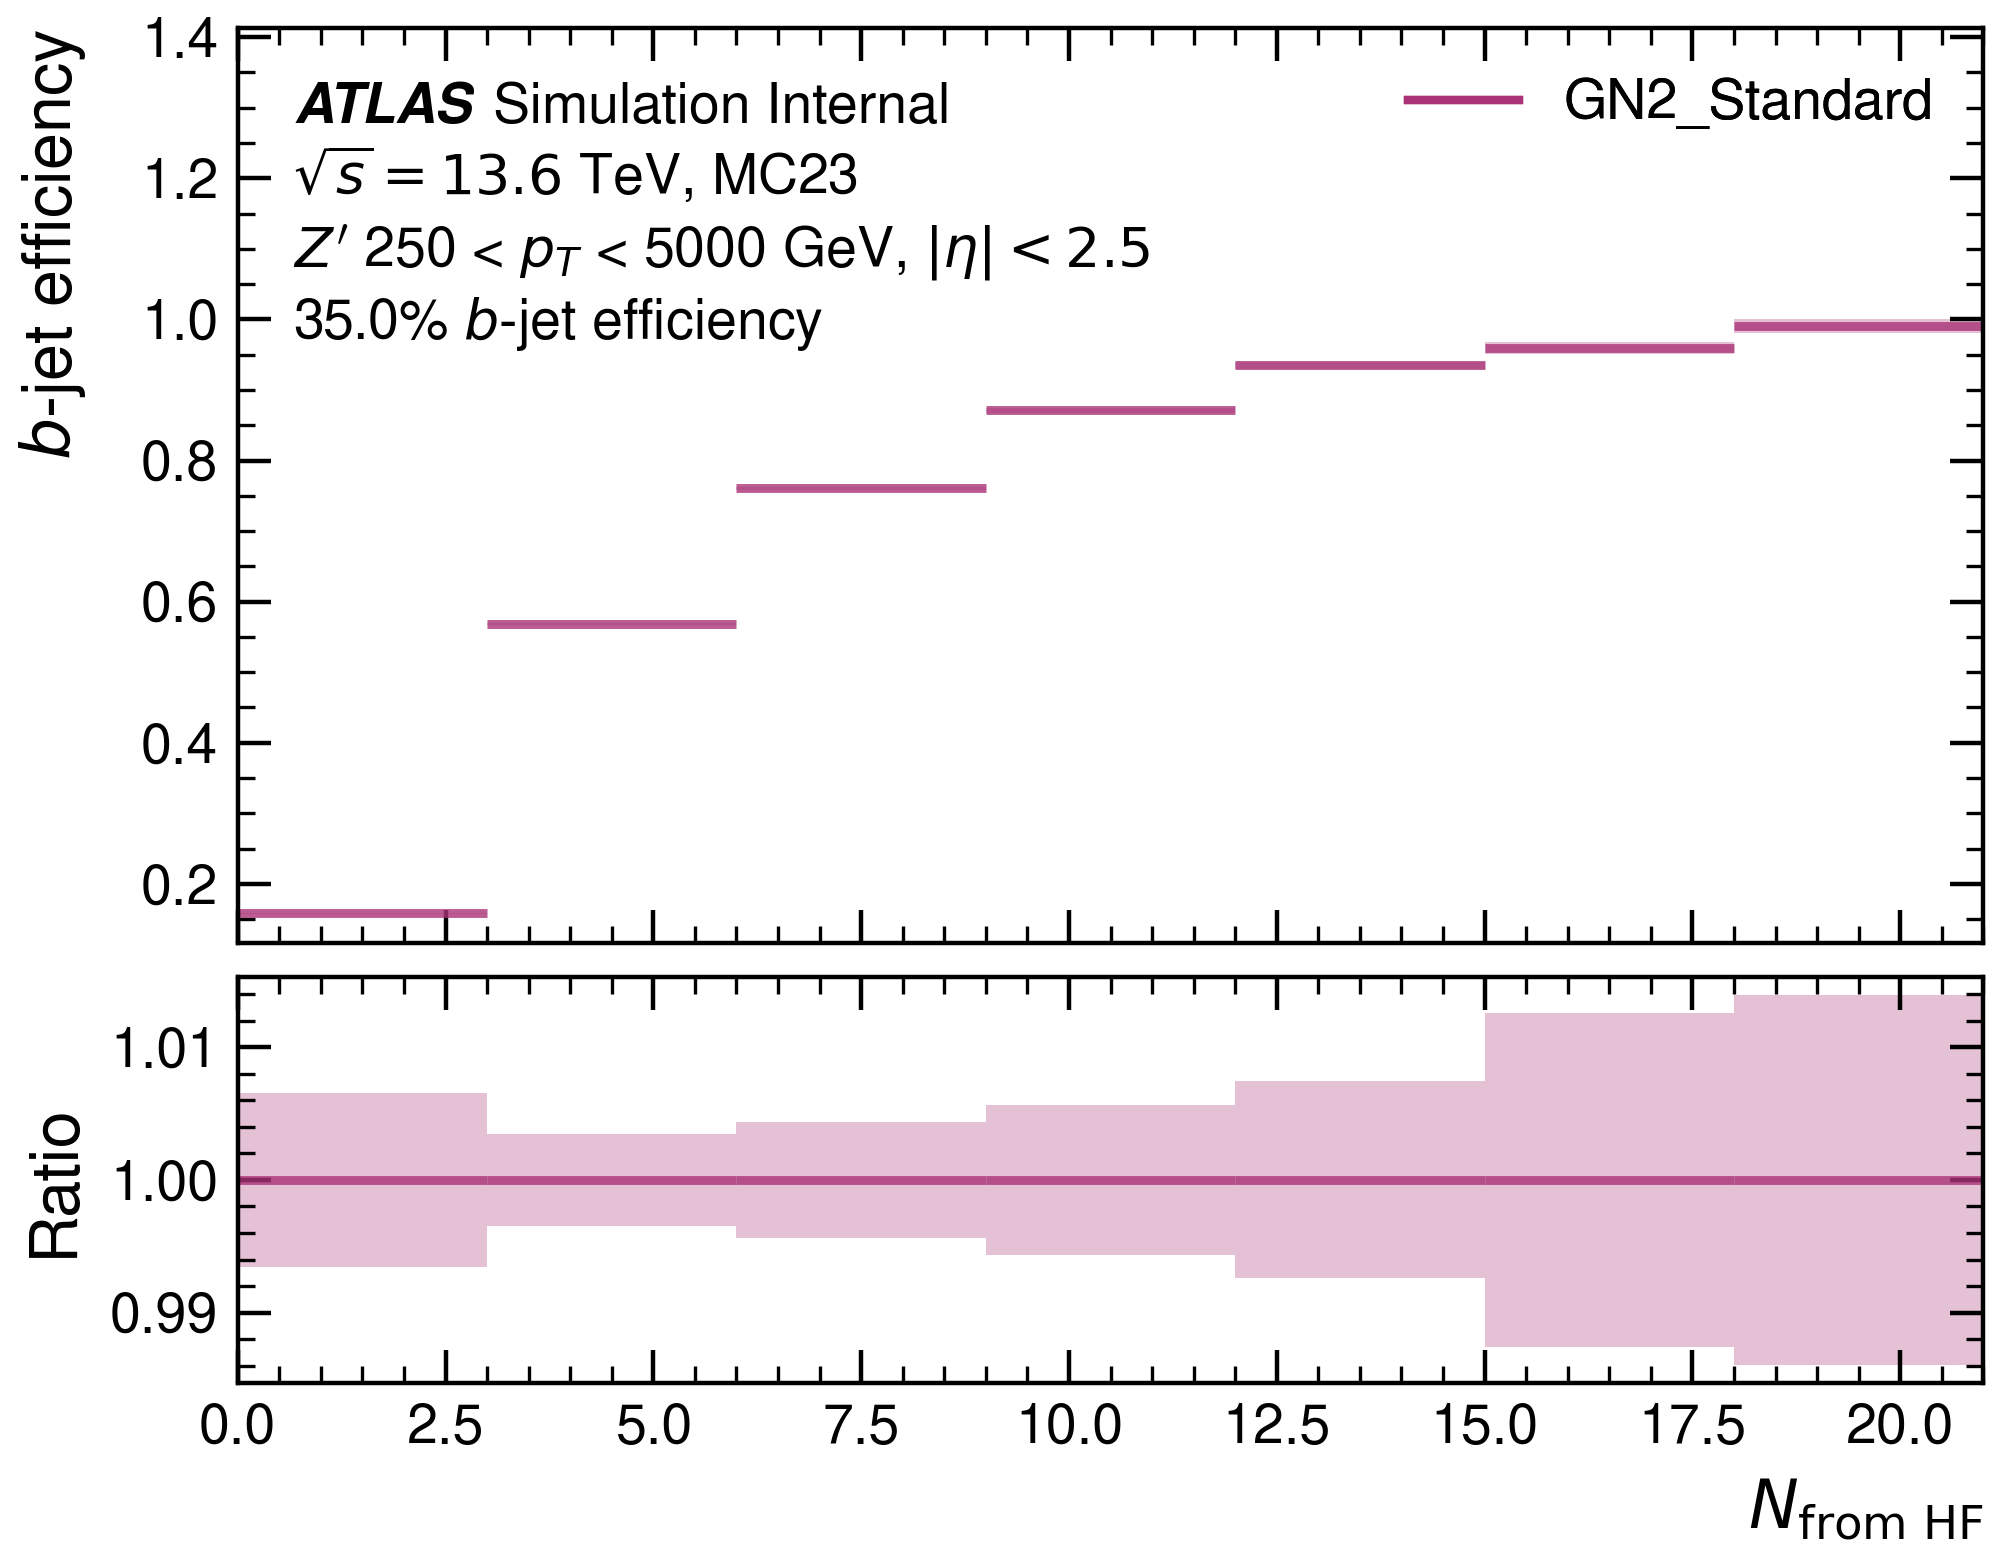 b-jet efficiency
1.4
1.2
1.0
0.8
0.6
0.4
0.2
ATLAS Simulation Internal
√s = 13.6 TeV, MC23
Z′ 250 < p_T < 5000 GeV, |η| < 2.5
35.0% b-jet efficiency
GN2_Standard
Ratio
1.01
1.00
0.99
0.0 2.5 5.0 7.5 10.0 12.5 15.0 17.5 20.0
N_from HF